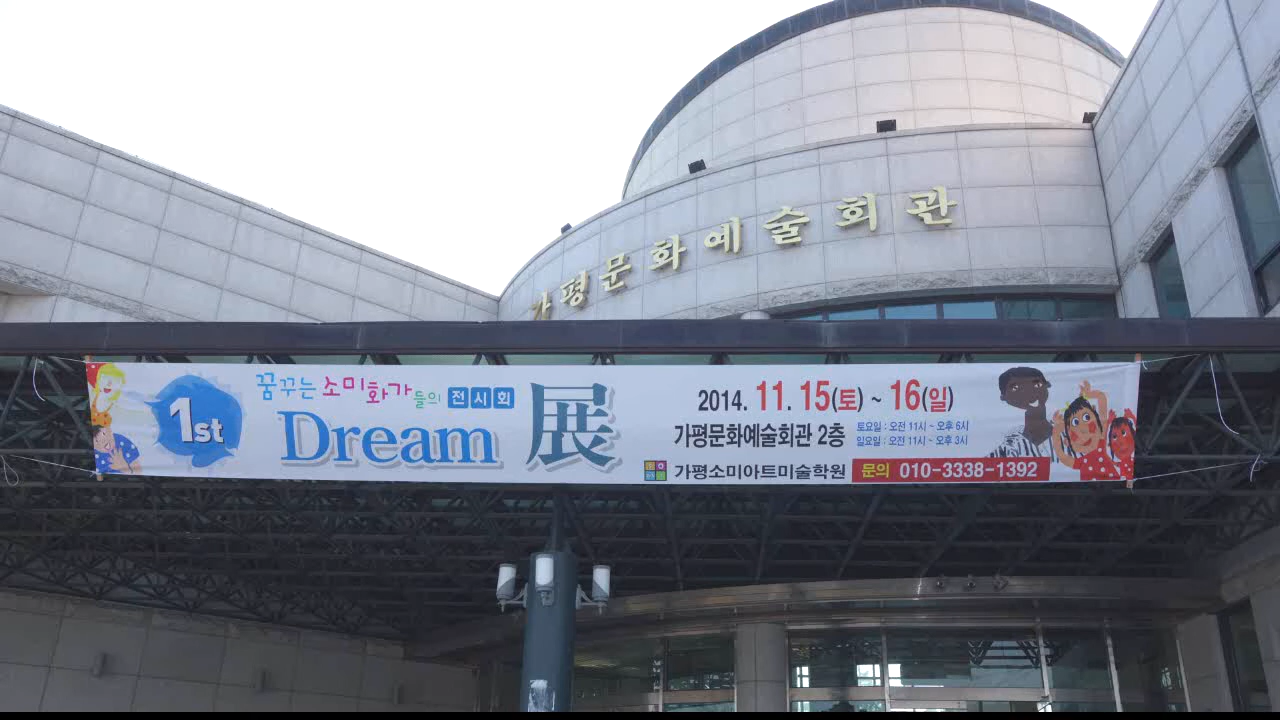 가평문화예술회관
1st
꿈꾸는 소미화가들의 전시회
Dream 展
2014. 11. 15(토) ~ 16(일)
가평문화예술회관 2층
토요일 : 오전 11시 ~ 오후 6시
일요일 : 오전 11시 ~ 오후 3시
가평소미아트미술학원
문의 010-3338-1392